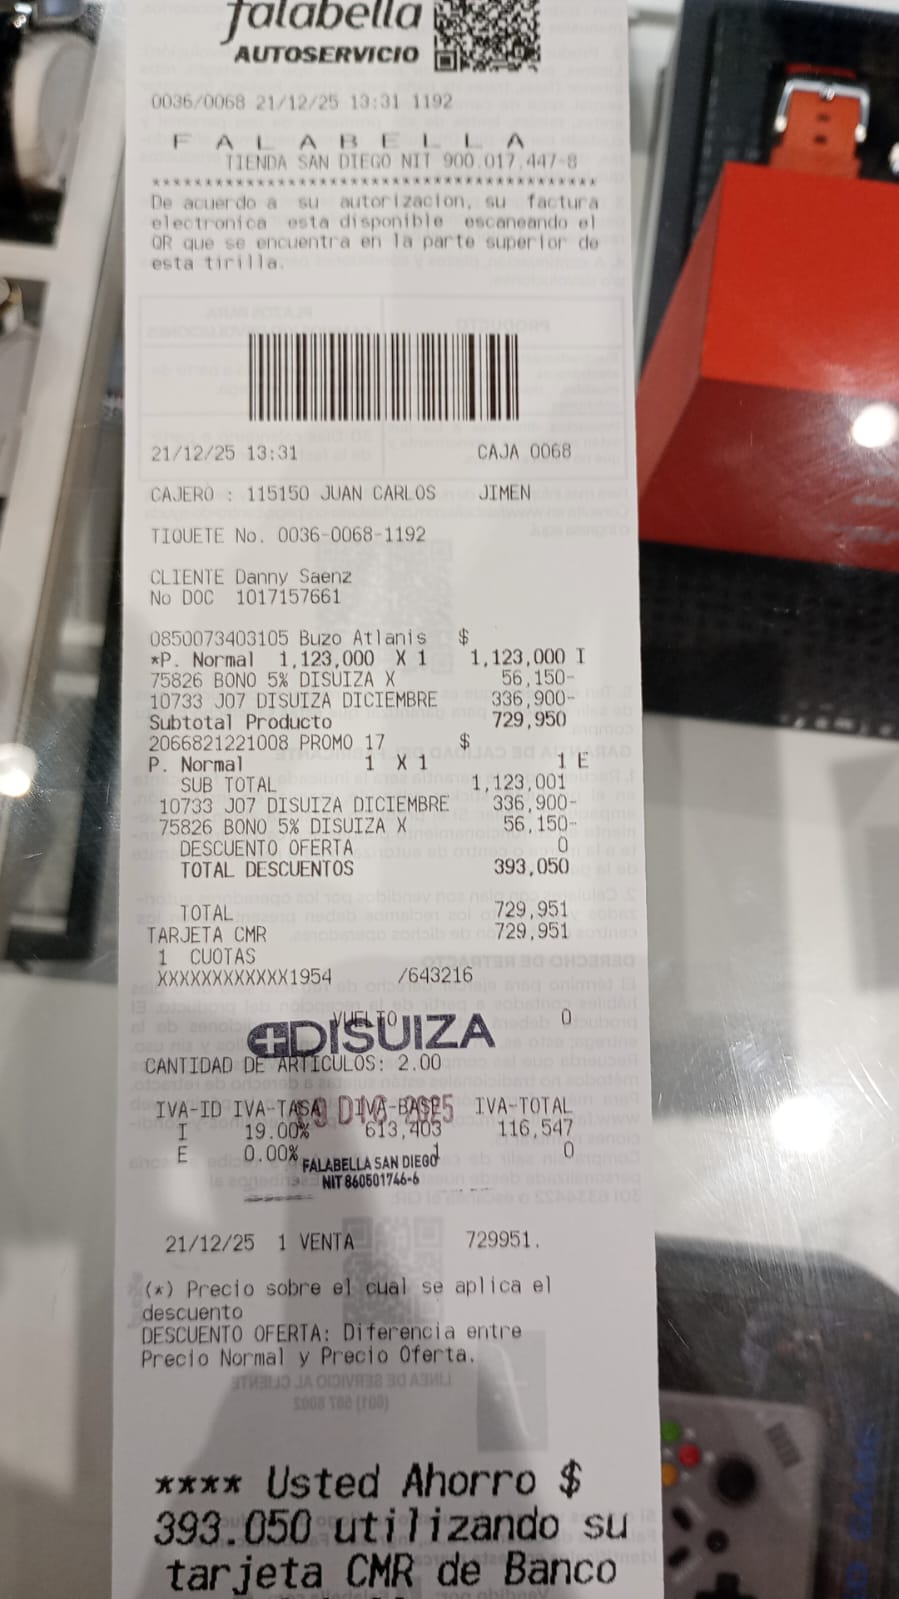 falabella
AUTOSERVICIO
0036/0068 21/12/25 13:31 1192
F A L A B E L L A
TIENDA SAN DIEGO NIT 900.017.447-8
******************************************
De acuerdo a su autorizacion, su factura
electronica esta disponible escaneando el
QR que se encuentra en la parte superior de
esta tirilla.
21/12/25 13:31 CAJA 0068
CAJERO : 115150 JUAN CARLOS JIMEN
TIQUETE No. 0036-0068-1192
CLIENTE Danny Saenz
No DOC 1017157661
0850073403105 Buzo Atlanis $
*P. Normal 1,123,000 X 1 1,123,000 I
75826 BONO 5% DISUIZA X 56,150-
10733 J07 DISUIZA DICIEMBRE 336,900-
Subtotal Producto 729,950
2066821221008 PROMO 17 $
P. Normal 1 X 1 1 E
SUB TOTAL 1,123,001
10733 J07 DISUIZA DICIEMBRE 336,900-
75826 BONO 5% DISUIZA X 56,150-
DESCUENTO OFERTA 0
TOTAL DESCUENTOS 393,050
TOTAL 729,951
TARJETA CMR 729,951
1 CUOTAS
XXXXXXXXXXXX1954 /643216
VUELTO 0
DISUIZA
CANTIDAD DE ARTICULOS: 2.00
IVA-ID IVA-TASA IVA-BASE IVA-TOTAL
DIC. 2025
I 19.00% 613,403 116,547
E 0.00% 1 0
FALABELLA SAN DIEGO
NIT 860501746-6
21/12/25 1 VENTA 729951.
(*) Precio sobre el cual se aplica el
descuento
DESCUENTO OFERTA: Diferencia entre
Precio Normal y Precio Oferta.
**** Usted Ahorro $
393.050 utilizando su
tarjeta CMR de Banco